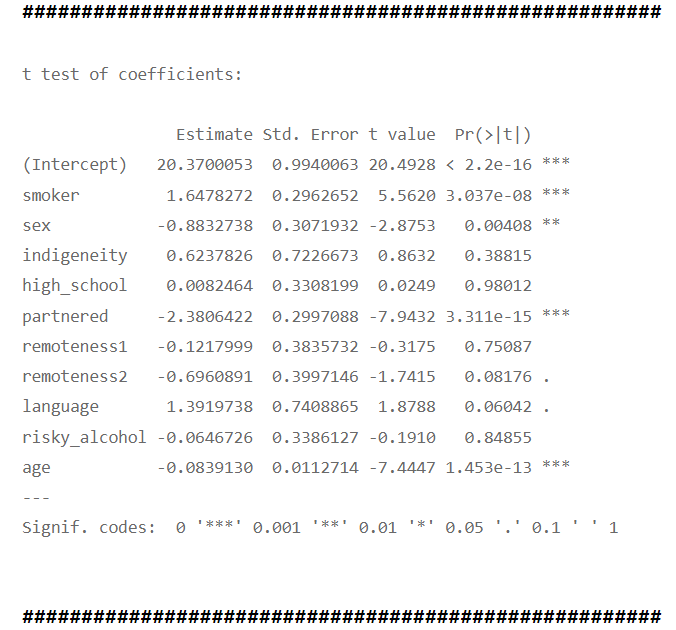 ######################################################
t test of coefficients:
Estimate Std. Error t value Pr(>|t|)
(Intercept) 20.3700053 0.9940063 20.4928 < 2.2e-16 ***
smoker 1.6478272 0.2962652 5.5620 3.037e-08 ***
sex -0.8832738 0.3071932 -2.8753 0.00408 **
indigeneity 0.6237826 0.7226673 0.8632 0.38815
high_school 0.0082464 0.3308199 0.0249 0.98012
partnered -2.3806422 0.2997088 -7.9432 3.311e-15 ***
remoteness1 -0.1217999 0.3835732 -0.3175 0.75087
remoteness2 -0.6960891 0.3997146 -1.7415 0.08176 .
language 1.3919738 0.7408865 1.8788 0.06042 .
risky_alcohol -0.0646726 0.3386127 -0.1910 0.84855
age -0.0839130 0.0112714 -7.4447 1.453e-13 ***
---
Signif. codes: 0 '***' 0.001 '**' 0.01 '*' 0.05 '.' 0.1 ' ' 1
######################################################